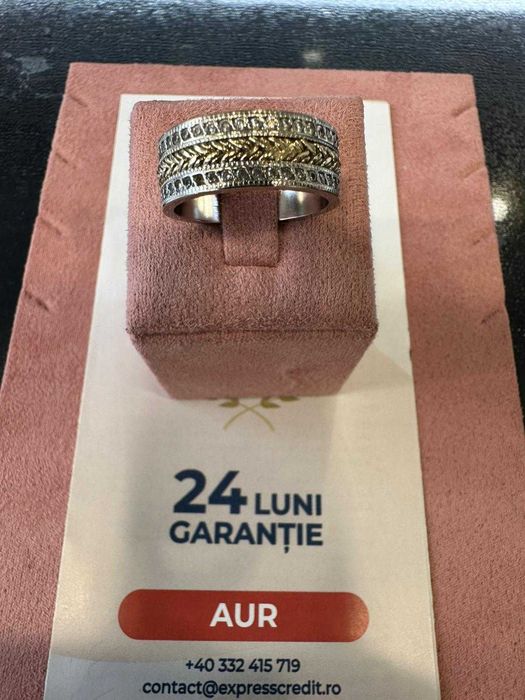 24 LUNI
GARANȚIE
AUR
+40 332 415 719
contact@expresscredit.ro